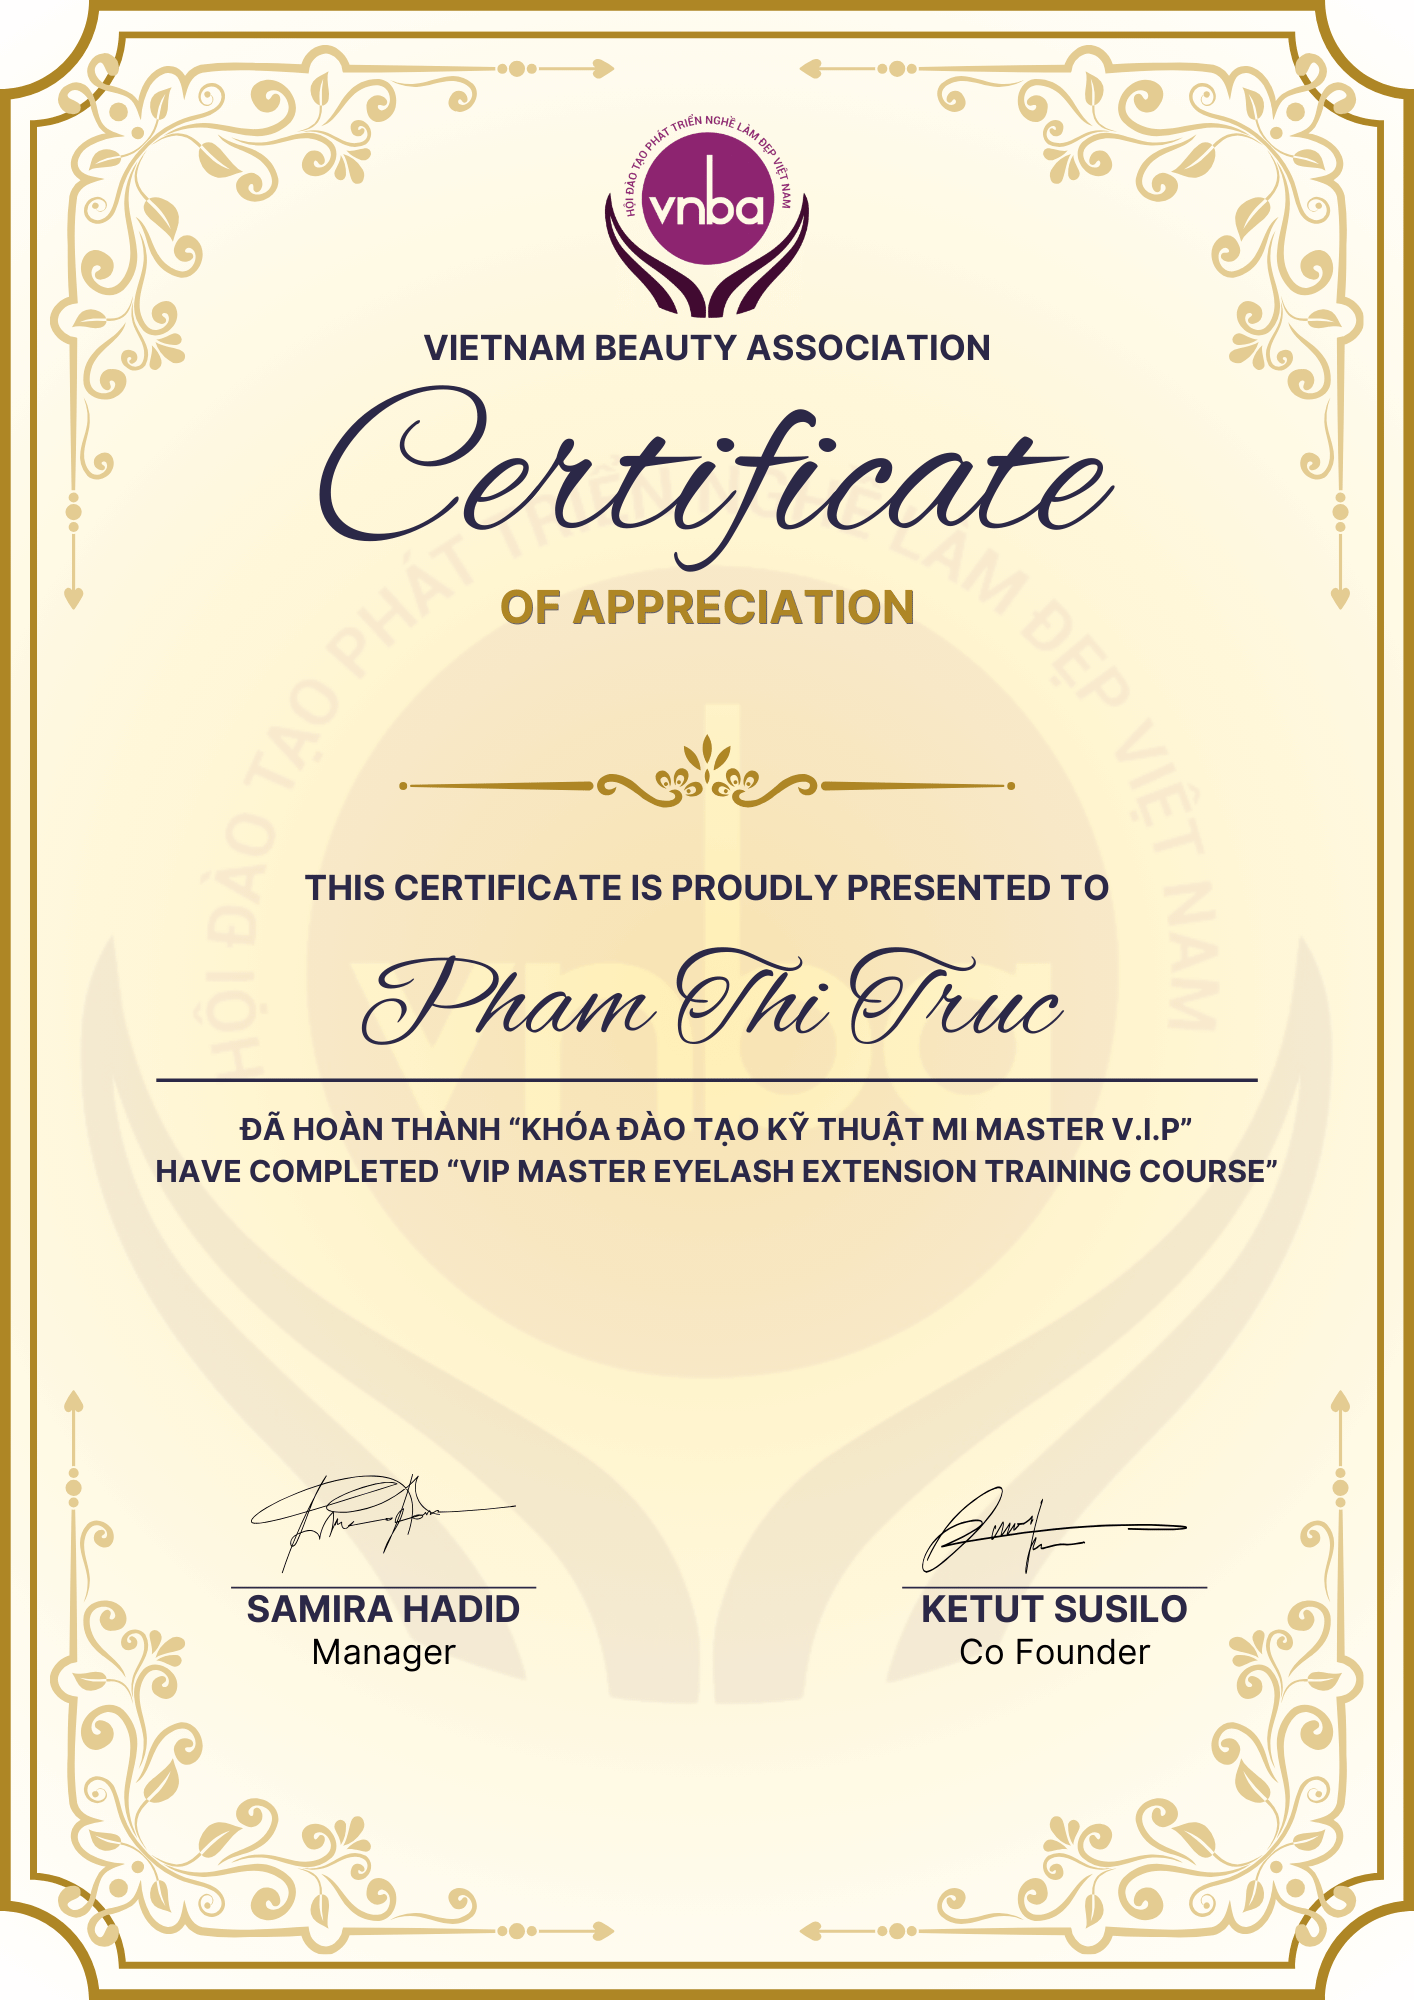 HỘI ĐÀO TẠO PHÁT TRIỂN NGHỀ LÀM ĐẸP VIỆT NAM
vnba
VIETNAM BEAUTY ASSOCIATION
Certificate
OF APPRECIATION
HỘI ĐÀO TẠO PHÁT TRIỂN NGHỀ LÀM ĐẸP VIỆT NAM
vnba
THIS CERTIFICATE IS PROUDLY PRESENTED TO
Pham Thi Truc
ĐÃ HOÀN THÀNH “KHÓA ĐÀO TẠO KỸ THUẬT MI MASTER V.I.P”
HAVE COMPLETED “VIP MASTER EYELASH EXTENSION TRAINING COURSE”
SAMIRA HADID
Manager
KETUT SUSILO
Co Founder